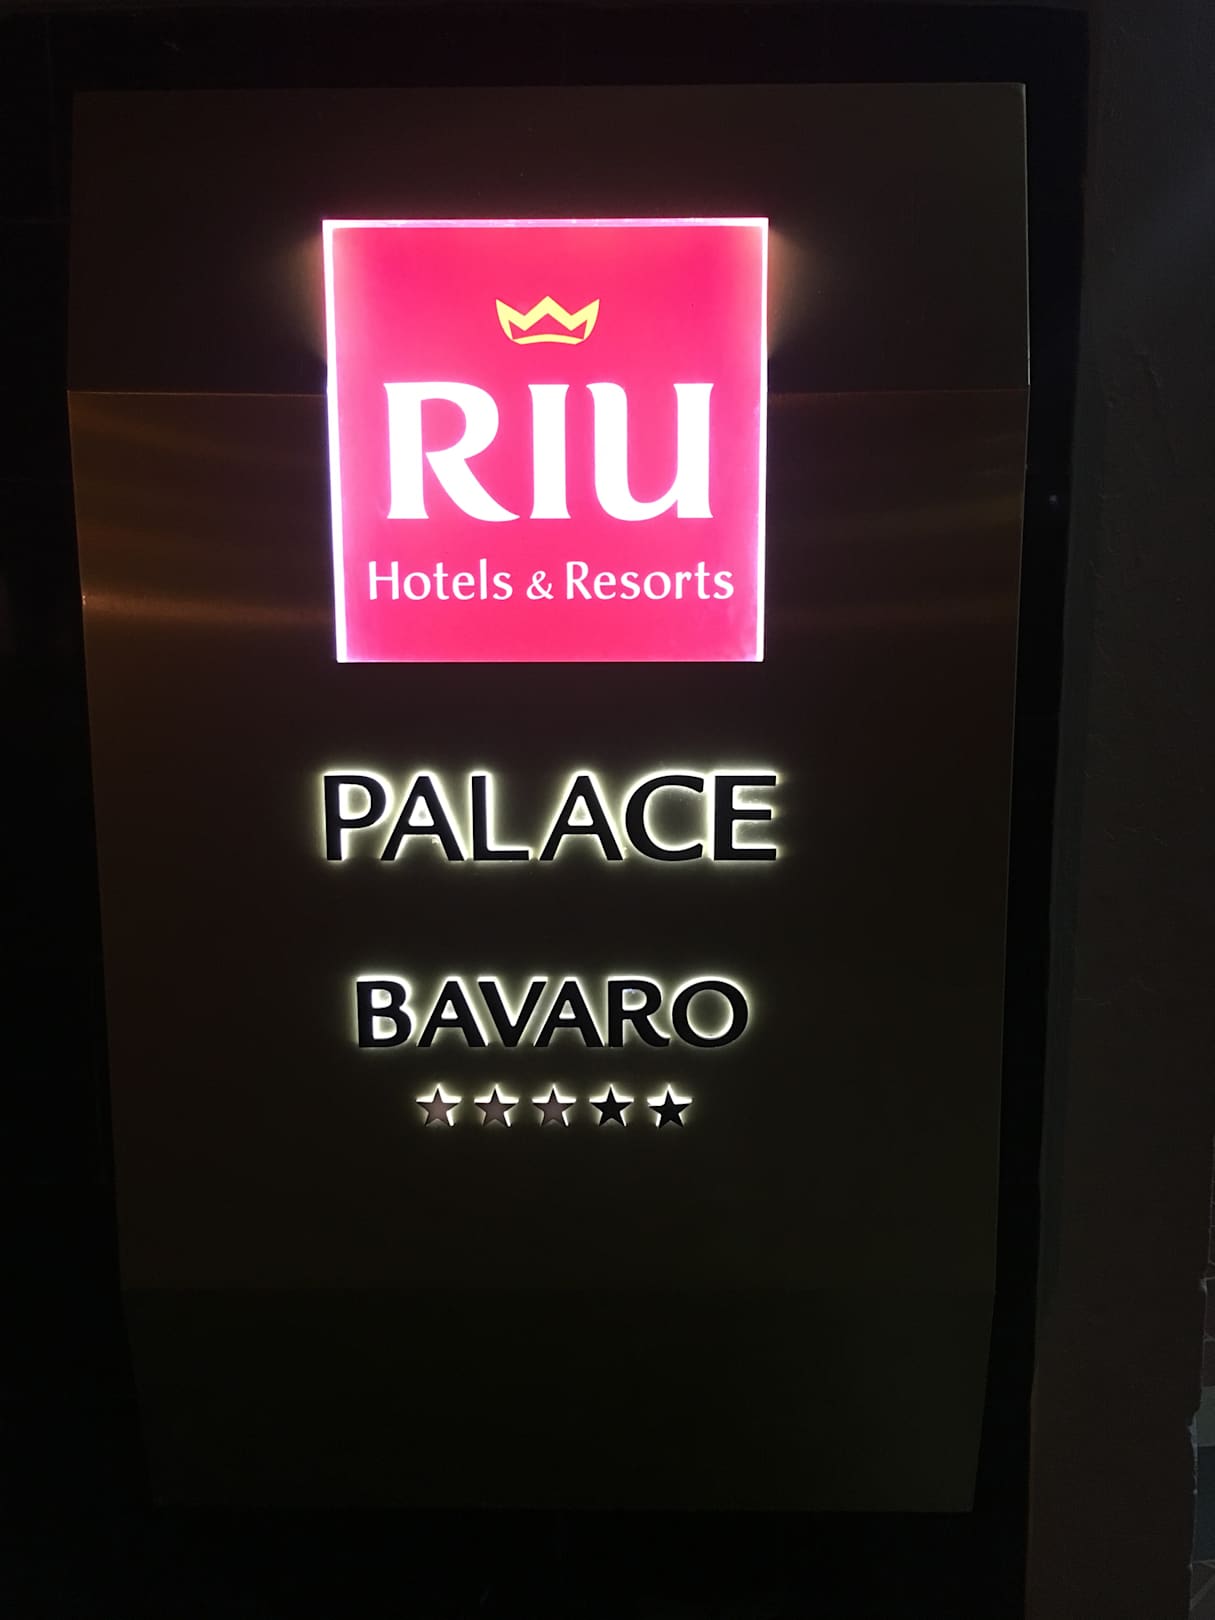 RIU
Hotels & Resorts
PALACE
BAVARO